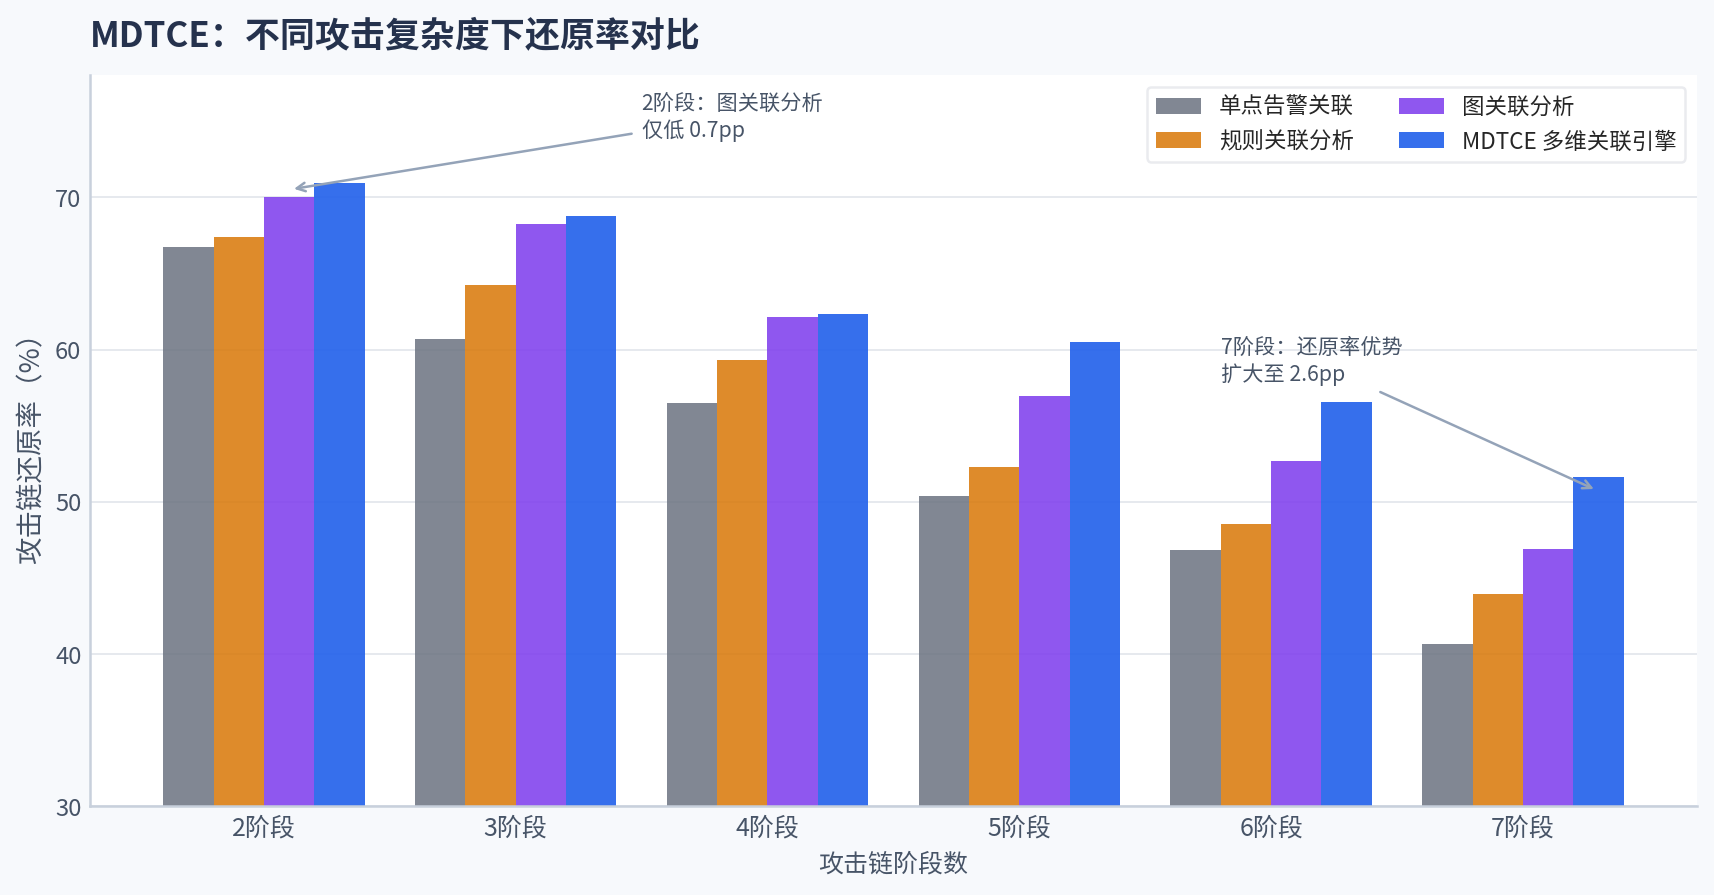 MDTCE：不同攻击复杂度下还原率对比
2阶段：图关联分析
仅低 0.7pp
单点告警关联
规则关联分析
图关联分析
MDTCE 多维关联引擎
7阶段：还原率优势
扩大至 2.6pp
攻击链还原率（%）
70
60
50
40
30
2阶段
3阶段
4阶段
5阶段
6阶段
7阶段
攻击链阶段数